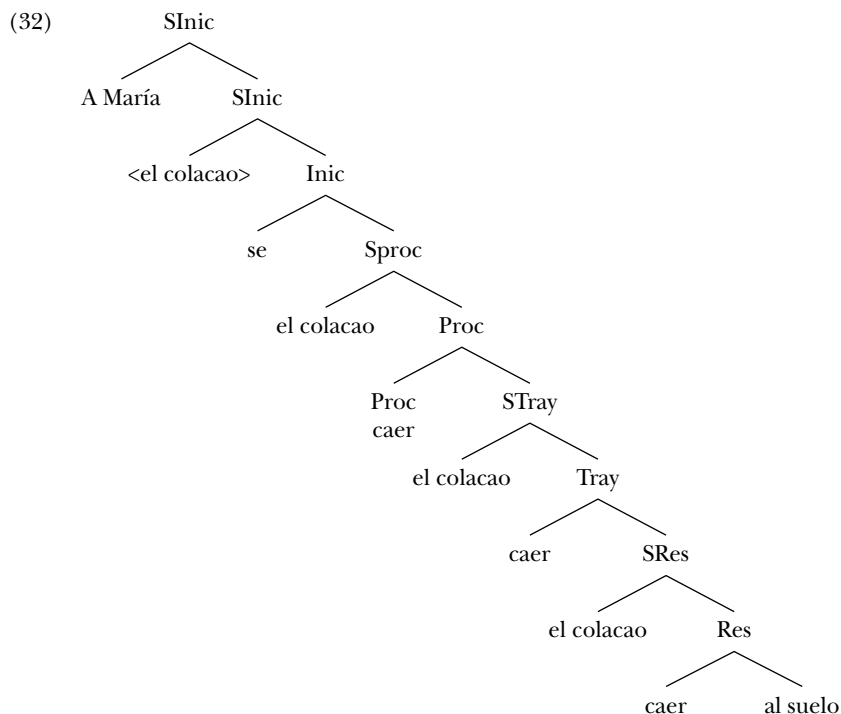 (32) SInic
A María SInic
<el colacao> Inic
se Sproc
el colacao Proc
Proc STray
caer
el colacao Tray
caer SRes
el colacao Res
caer al suelo